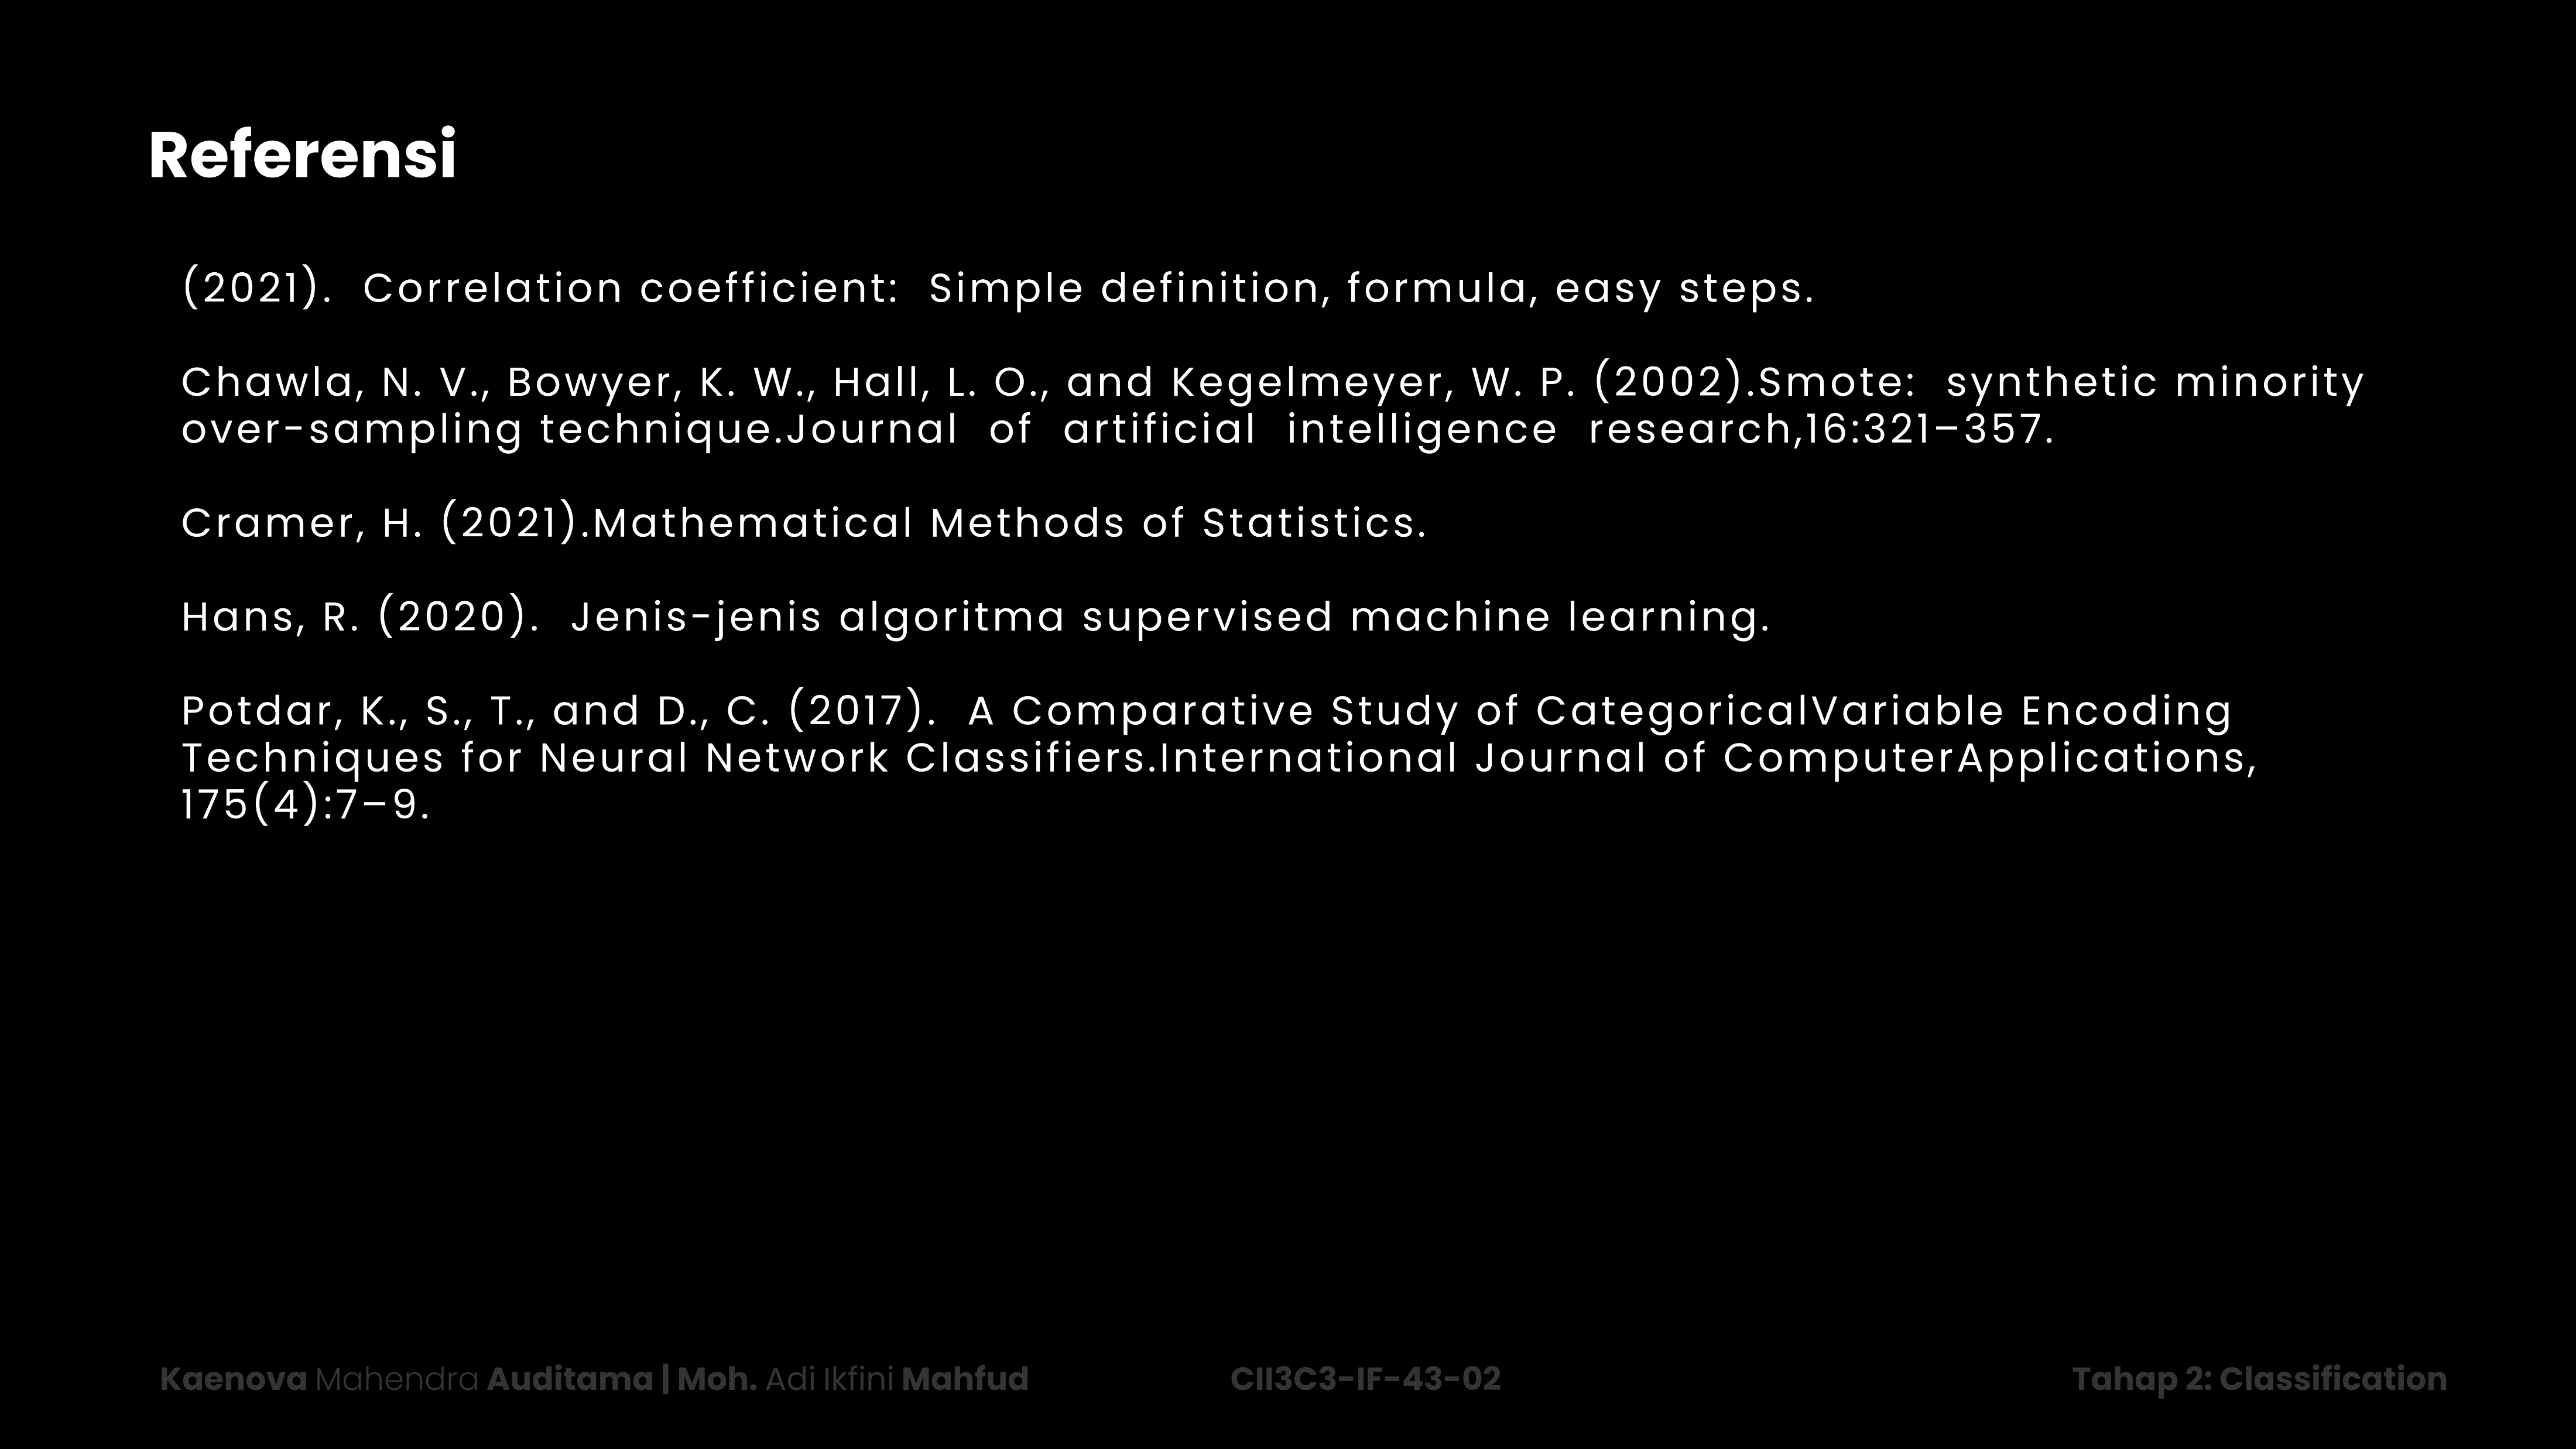 Referensi
(2021).  Correlation coefficient:  Simple definition, formula, easy steps.
Chawla, N. V., Bowyer, K. W., Hall, L. O., and Kegelmeyer, W. P. (2002).Smote:  synthetic minority
over-sampling technique.Journal  of  artificial  intelligence  research,16:321–357.
Cramer, H. (2021).Mathematical Methods of Statistics.
Hans, R. (2020).  Jenis-jenis algoritma supervised machine learning.
Potdar, K., S., T., and D., C. (2017).  A Comparative Study of CategoricalVariable Encoding
Techniques for Neural Network Classifiers.International Journal of ComputerApplications,
175(4):7–9.
Kaenova Mahendra Auditama | Moh. Adi Ikfini Mahfud
CII3C3-IF-43-02
Tahap 2: Classification